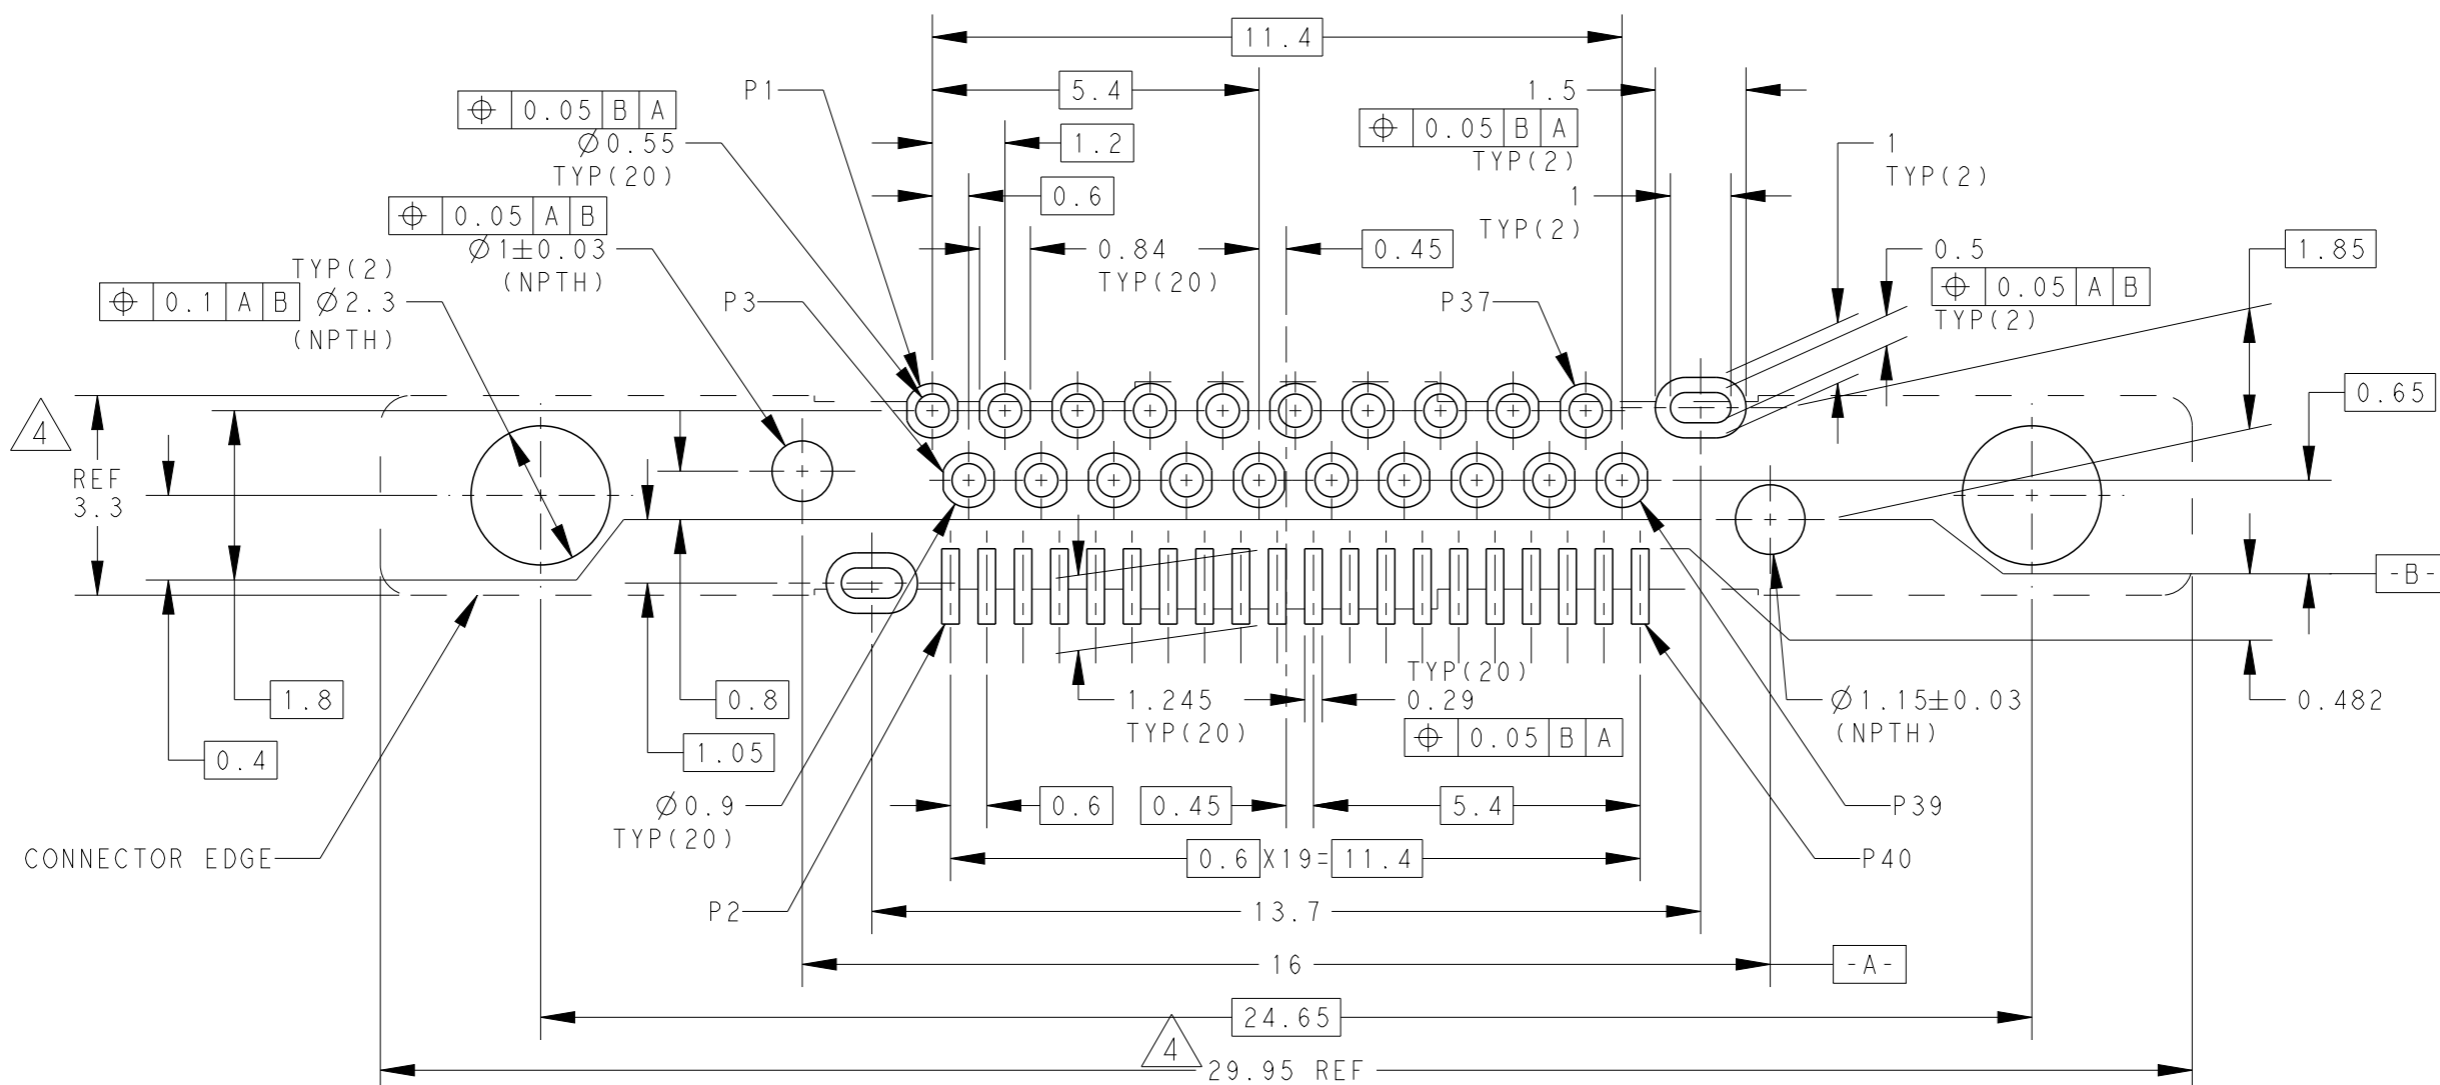 11.4
P1
5.4
1.5
⌖ 0.05 B A
Ø0.55
TYP(20)
1.2
⌖ 0.05 B A
TYP(2)
1
TYP(2)
0.6
1
TYP(2)
⌖ 0.05 A B
Ø1±0.03
(NPTH)
0.84
TYP(20)
0.45
0.5
⌖ 0.05 A B
TYP(2)
1.85
TYP(2)
⌖ 0.1 A B Ø2.3
(NPTH)
P3
P37
0.65
4
REF
3.3
-B-
1.8
0.8
1.245
TYP(20)
TYP(20)
0.29
⌖ 0.05 B A
Ø1.15±0.03
(NPTH)
0.482
0.4
1.05
Ø0.9
TYP(20)
0.6
0.45
5.4
P39
CONNECTOR EDGE
0.6 X19= 11.4
P40
P2
13.7
16
-A-
24.65
4
29.95 REF